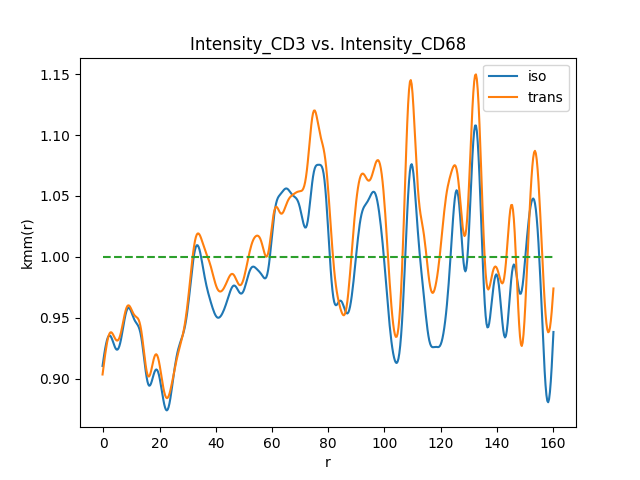 Intensity_CD3 vs. Intensity_CD68
kmm(r)
1.15
1.10
1.05
1.00
0.95
0.90
iso
trans
0 20 40 60 80 100 120 140 160
r